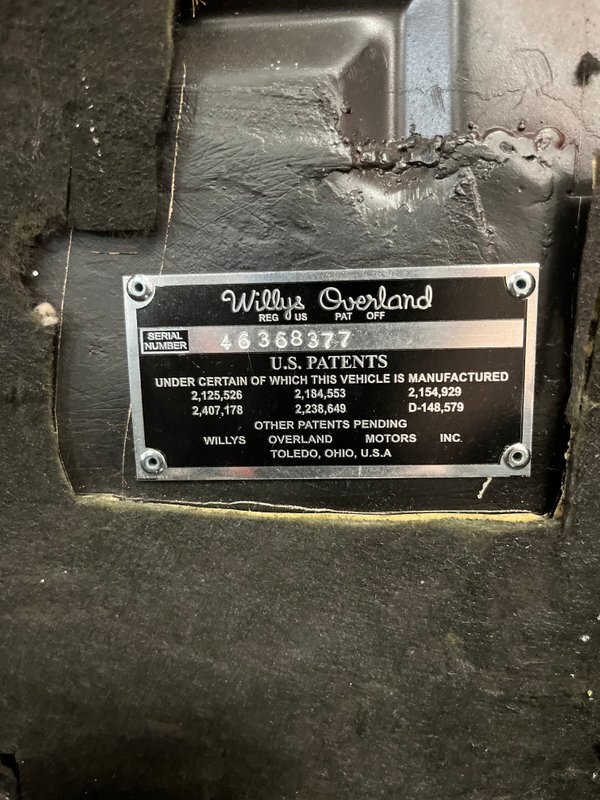 Willys Overland
REG US PAT OFF
SERIAL NUMBER 46368377
U.S. PATENTS
UNDER CERTAIN OF WHICH THIS VEHICLE IS MANUFACTURED
2,125,526 2,184,553 2,154,929
2,407,178 2,238,649 D-148,579
OTHER PATENTS PENDING
WILLYS OVERLAND MOTORS INC.
TOLEDO, OHIO, U.S.A